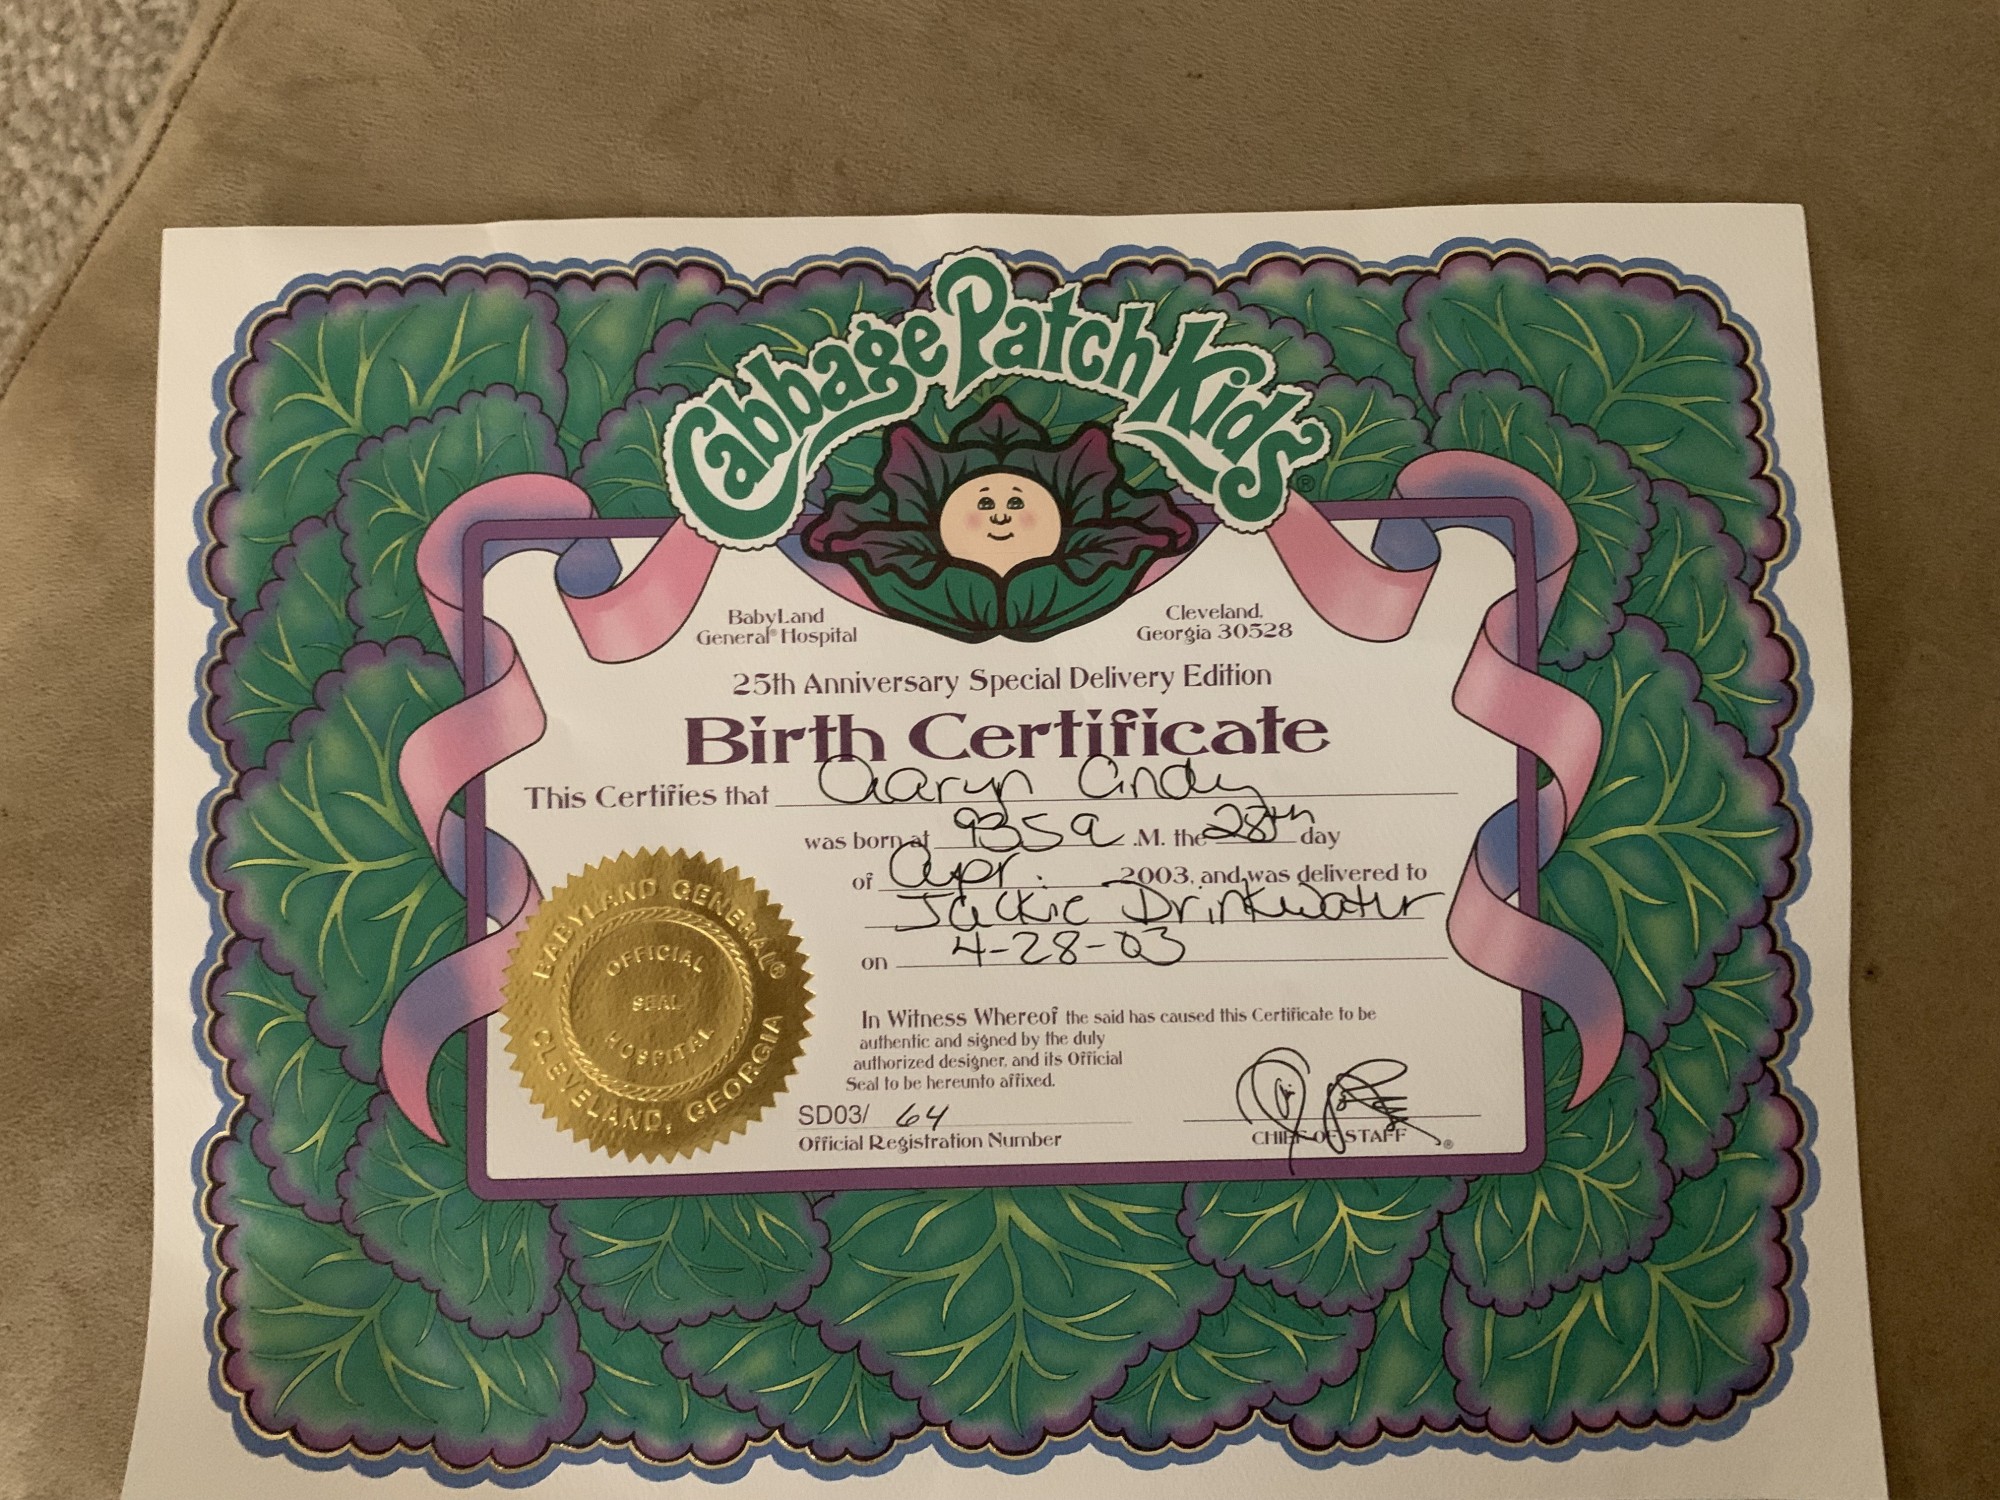 Cabbage Patch Kids®
BabyLand
General® Hospital
Cleveland,
Georgia 30528
25th Anniversary Special Delivery Edition
Birth Certificate
This Certifies that Aaryn Cindy
was born at 935 a .M. the 28th day
of Apr. 2003, and was delivered to
Jackie Drinkwater
on 4-28-03
In Witness Whereof the said has caused this Certificate to be
authentic and signed by the duly
authorized designer, and its Official
Seal to be hereunto affixed.
SD03/ 64
Official Registration Number
CHIEF OF STAFF ®
BABYLAND GENERAL®
OFFICIAL
SEAL
HOSPITAL
CLEVELAND, GEORGIA